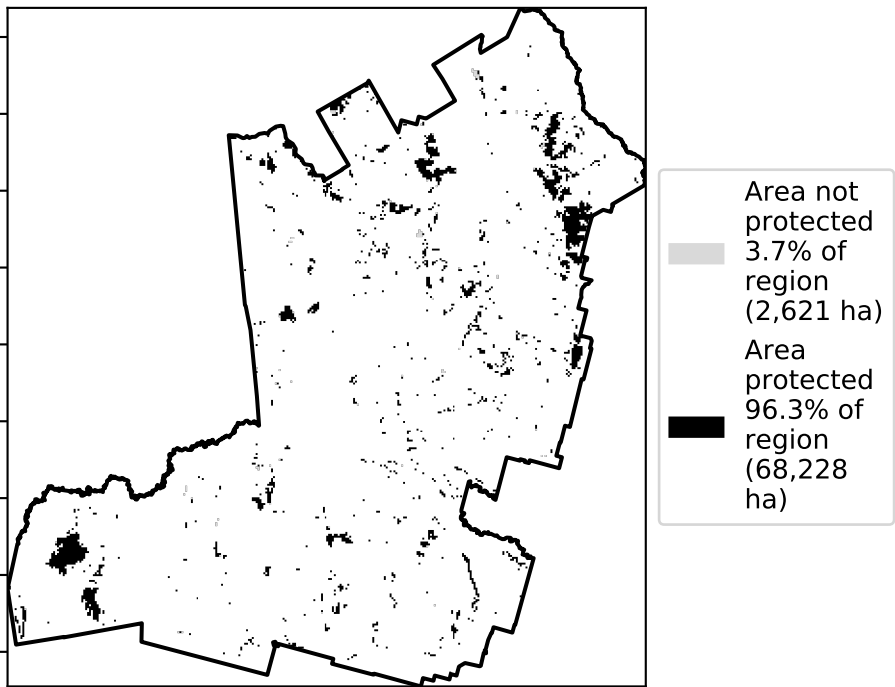 Area not
protected
3.7% of
region
(2,621 ha)
Area
protected
96.3% of
region
(68,228
ha)